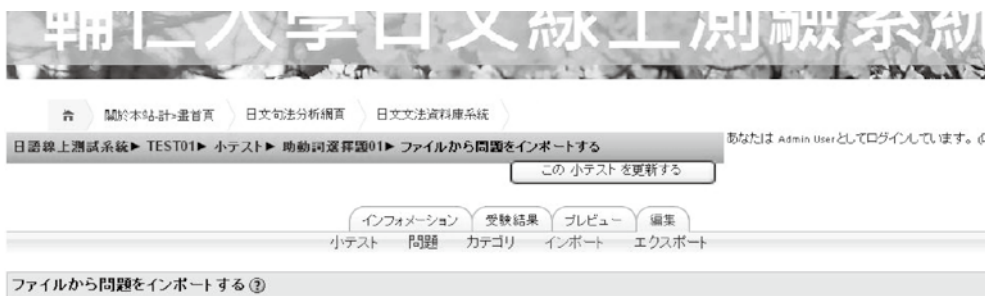 輔仁大學日文線上測驗系統
關於本站-計畫首頁 日文句法分析網頁 日文文法資料庫系統
日語線上測試系統▶ TEST01▶ 小テスト▶ 助動詞選擇題01▶ ファイルから問題をインポートする
あなたは Admin User としてログインしています。
この 小テスト を更新する
インフォメーション 受験結果 プレビュー 編集
小テスト 問題 カテゴリ インポート エクスポート
ファイルから問題をインポートする ?